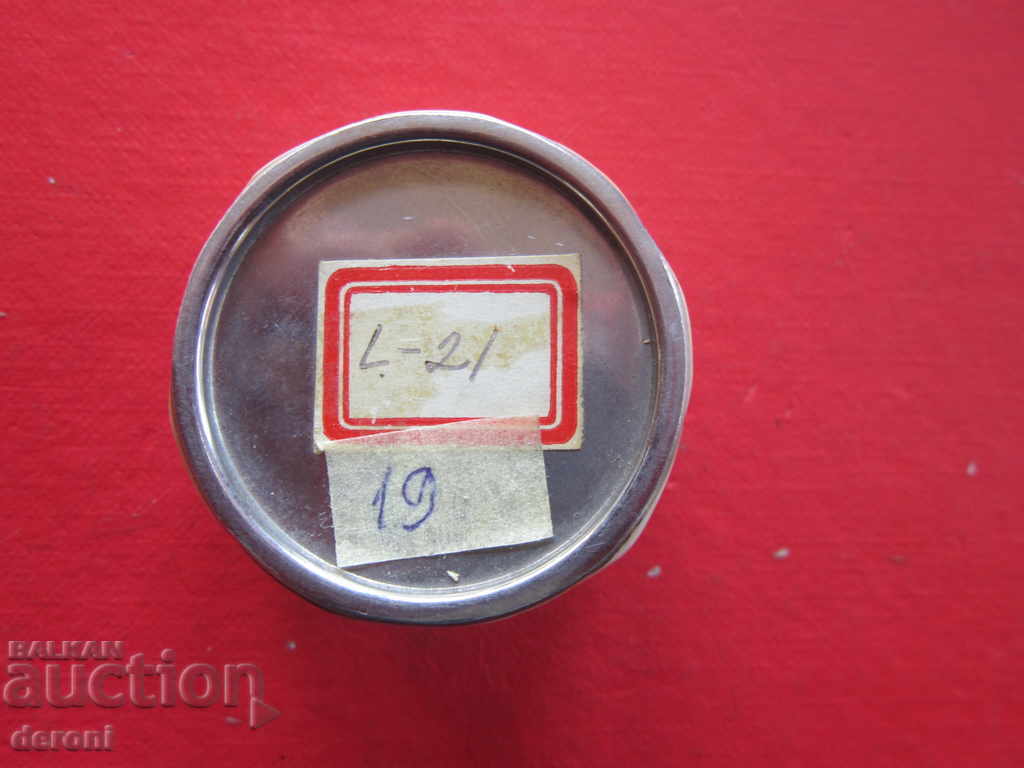 L-21
19
BALKAN
auction
deroni